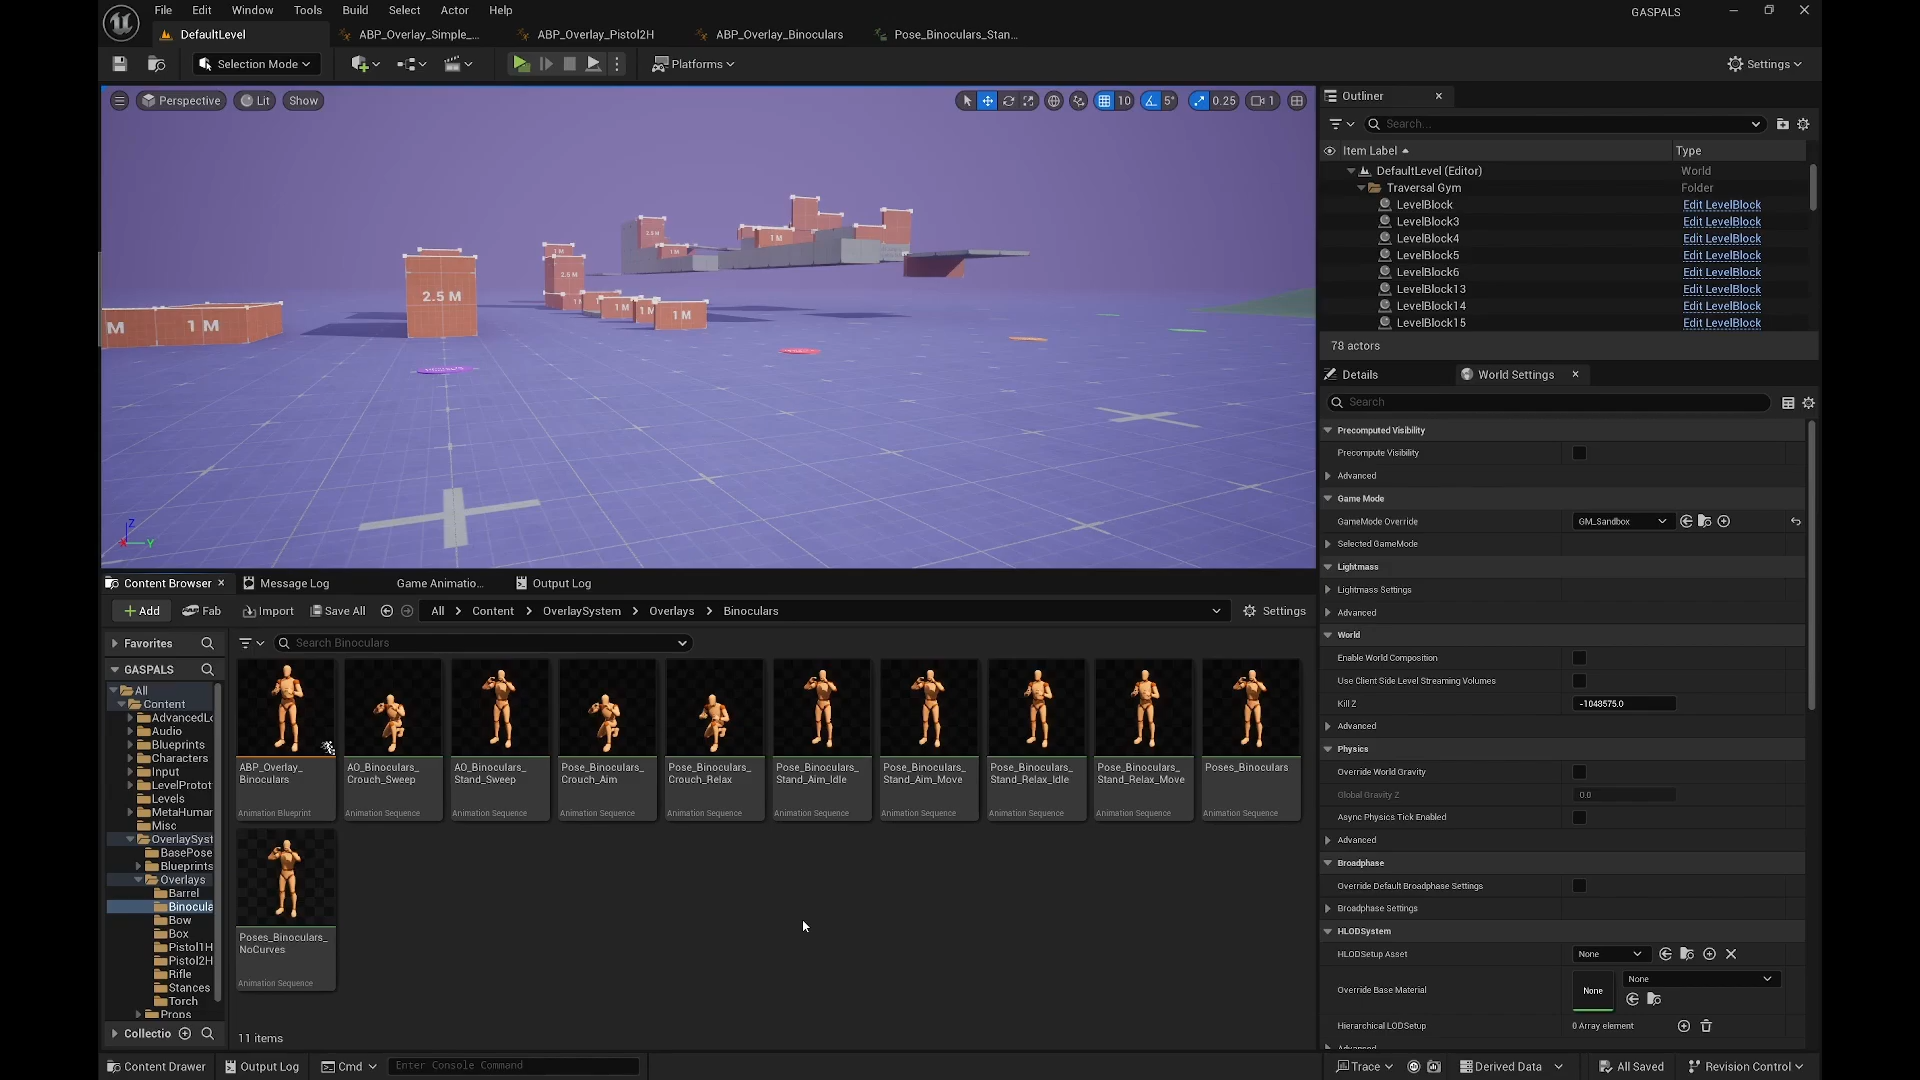 File Edit Window Tools Build Select Actor Help
GASPALS
DefaultLevel
ABP_Overlay_Simple_...
ABP_Overlay_Pistol2H
ABP_Overlay_Binoculars
Pose_Binoculars_Stan...
Selection Mode
Platforms
Settings
Perspective
Lit
Show
10
5°
0.25
1
2.5 M
1 M
1 M
M
1 M
2.5 M
1 M
1 M
1 M
1 M
2.5 M
1 M
1 M
Z
X
Y
Outliner
Search...
Item Label
Type
DefaultLevel (Editor)
World
Traversal Gym
Folder
LevelBlock
Edit LevelBlock
LevelBlock3
Edit LevelBlock
LevelBlock4
Edit LevelBlock
LevelBlock5
Edit LevelBlock
LevelBlock6
Edit LevelBlock
LevelBlock13
Edit LevelBlock
LevelBlock14
Edit LevelBlock
LevelBlock15
Edit LevelBlock
78 actors
Details
World Settings
Search
Precomputed Visibility
Precompute Visibility
Advanced
Game Mode
GameMode Override
GM_Sandbox
Selected GameMode
Lightmass
Lightmass Settings
Advanced
World
Enable World Composition
Use Client Side Level Streaming Volumes
Kill Z
-1048575.0
Advanced
Physics
Override World Gravity
Global Gravity Z
0.0
Async Physics Tick Enabled
Advanced
Broadphase
Override Default Broadphase Settings
Broadphase Settings
HLODSystem
HLODSetup Asset
None
Override Base Material
None
None
Hierarchical LODSetup
0 Array element
Advanced
Content Browser
Message Log
Game Animatio...
Output Log
Add
Fab
Import
Save All
All > Content > OverlaySystem > Overlays > Binoculars
Settings
Favorites
Search Binoculars
GASPALS
All
Content
AdvancedLo
Audio
Blueprints
Characters
Input
LevelPrototy
Levels
MetaHuman
Misc
OverlaySyst
BasePose
Blueprints
Overlays
Barrel
Binocula
Bow
Box
Pistol1H
Pistol2H
Rifle
Stances
Torch
Props
Collectio
ABP_Overlay_
Binoculars
Animation Blueprint
AO_Binoculars_
Crouch_Sweep
Animation Sequence
AO_Binoculars_
Stand_Sweep
Animation Sequence
Pose_Binoculars_
Crouch_Aim
Animation Sequence
Pose_Binoculars_
Crouch_Relax
Animation Sequence
Pose_Binoculars_
Stand_Aim_Idle
Animation Sequence
Pose_Binoculars_
Stand_Aim_Move
Animation Sequence
Pose_Binoculars_
Stand_Relax_Idle
Animation Sequence
Pose_Binoculars_
Stand_Relax_Move
Animation Sequence
Poses_Binoculars
Animation Sequence
Poses_Binoculars_
NoCurves
Animation Sequence
11 items
Content Drawer
Output Log
Cmd
Enter Console Command
Trace
Derived Data
All Saved
Revision Control